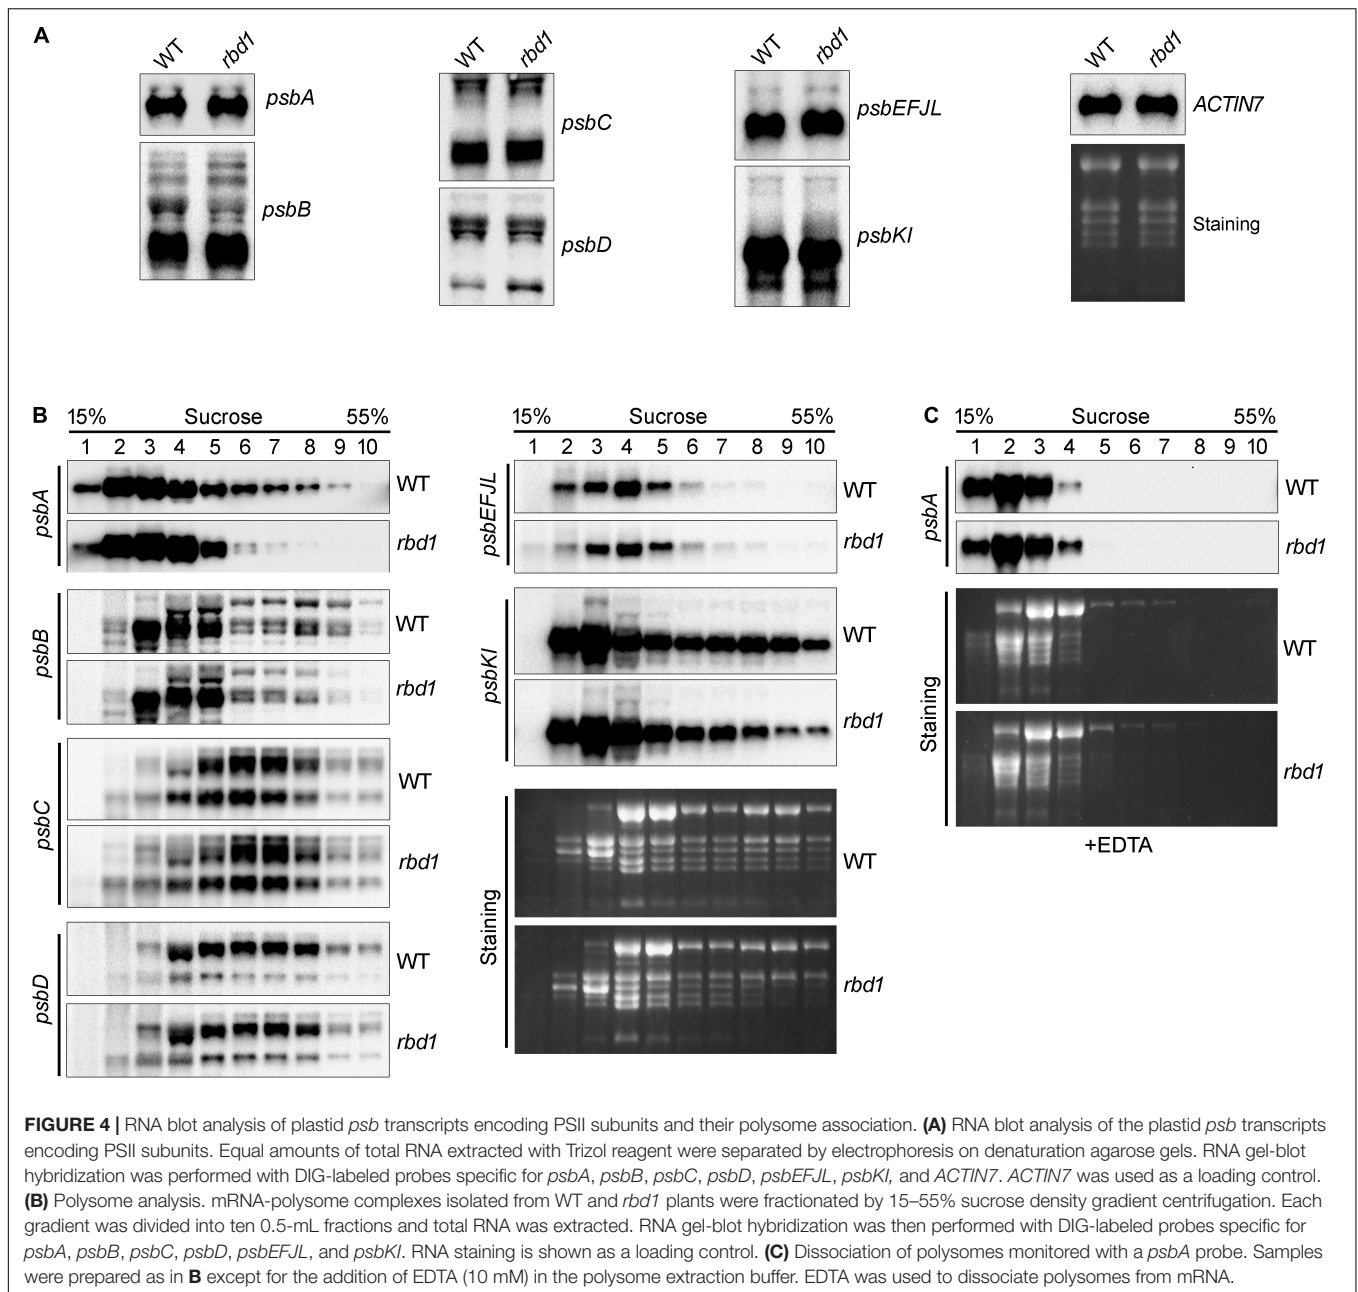 A
WT rbd1
psbA
psbB
WT rbd1
psbC
psbD
WT rbd1
psbEFJL
psbKI
WT rbd1
ACTIN7
Staining
B
15% Sucrose 55%
1 2 3 4 5 6 7 8 9 10
psbA
WT
rbd1
psbB
WT
rbd1
psbC
WT
rbd1
psbD
WT
rbd1
15% Sucrose 55%
1 2 3 4 5 6 7 8 9 10
psbEFJL
WT
rbd1
psbKI
WT
rbd1
Staining
WT
rbd1
C
15% Sucrose 55%
1 2 3 4 5 6 7 8 9 10
psbA
WT
rbd1
Staining
WT
rbd1
+EDTA
FIGURE 4 | RNA blot analysis of plastid psb transcripts encoding PSII subunits and their polysome association. (A) RNA blot analysis of the plastid psb transcripts
encoding PSII subunits. Equal amounts of total RNA extracted with Trizol reagent were separated by electrophoresis on denaturation agarose gels. RNA gel-blot
hybridization was performed with DIG-labeled probes specific for psbA, psbB, psbC, psbD, psbEFJL, psbKI, and ACTIN7. ACTIN7 was used as a loading control.
(B) Polysome analysis. mRNA-polysome complexes isolated from WT and rbd1 plants were fractionated by 15–55% sucrose density gradient centrifugation. Each
gradient was divided into ten 0.5-mL fractions and total RNA was extracted. RNA gel-blot hybridization was then performed with DIG-labeled probes specific for
psbA, psbB, psbC, psbD, psbEFJL, and psbKI. RNA staining is shown as a loading control. (C) Dissociation of polysomes monitored with a psbA probe. Samples
were prepared as in B except for the addition of EDTA (10 mM) in the polysome extraction buffer. EDTA was used to dissociate polysomes from mRNA.